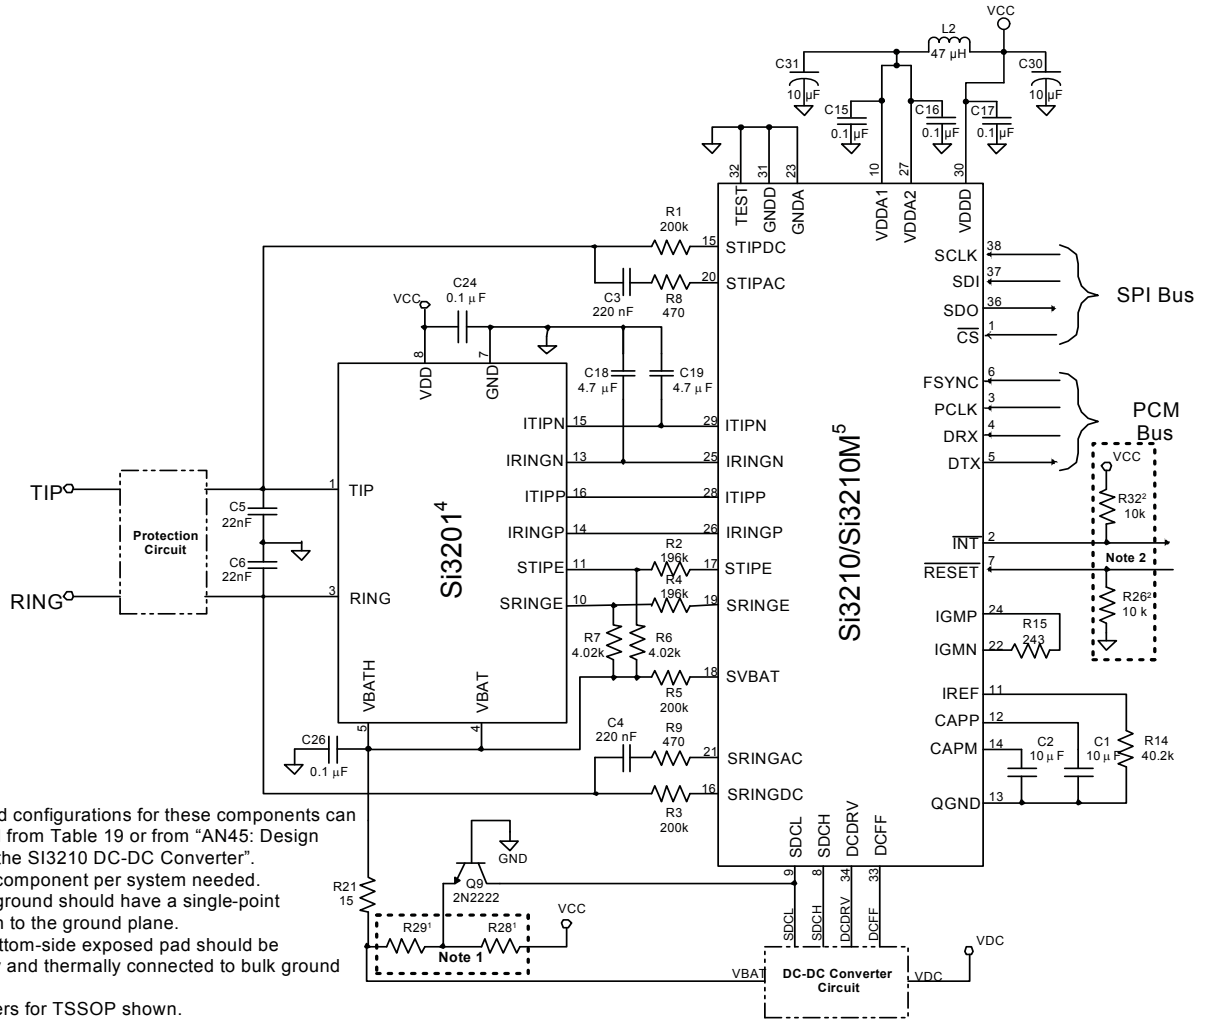 VCC
L2
47 µH
C31
10 µF
C30
10 µF
C15
0.1 µF
C16
0.1 µF
C17
0.1 µF
32
31
23
10
27
30
TEST
GNDD
GNDA
VDDA1
VDDA2
VDDD
R1
200k
15
STIPDC
C3
220 nF
R8
470
20
STIPAC
SCLK
38
SDI
37
SDO
36
CS
1
SPI Bus
C24
0.1 µ F
VCC
8
7
VDD
GND
C18
4.7 µ F
C19
4.7 µ F
FSYNC
6
PCLK
3
DRX
4
DTX
5
PCM
Bus
ITIPN
15
29
ITIPN
IRINGN
13
25
IRINGN
ITIPP
16
28
ITIPP
IRINGP
14
26
IRINGP
STIPE
11
R2
196k
17
STIPE
SRINGE
10
R4
196k
19
SRINGE
Si3201⁴
Si3210/Si3210M⁵
TIP
RING
Protection
Circuit
C5
22nF
C6
22nF
1
TIP
3
RING
VCC
R32²
10k
INT
2
Note 2
RESET
7
R26²
10 k
IGMP
24
R15
243
IGMN
22
R7
4.02k
R6
4.02k
18
SVBAT
R5
200k
VBATH
VBAT
5
4
C26
0.1 µF
C4
220 nF
R9
470
21
SRINGAC
16
SRINGDC
R3
200k
IREF
11
CAPP
12
CAPM
14
QGND
13
C2
10 µ F
C1
10 µ F
R14
40.2k
SDCL
SDCH
DCDRV
DCFF
9
8
34
33
SDCL
SDCH
DCDRV
DCFF
d configurations for these components can
from Table 19 or from “AN45: Design
the SI3210 DC-DC Converter”.
component per system needed.
ground should have a single-point
n to the ground plane.
ttom-side exposed pad should be
and thermally connected to bulk ground
ers for TSSOP shown.
GND
Q9
2N2222
R21
15
R29¹
R28¹
Note 1
VCC
VBAT
DC-DC Converter
Circuit
VDC
VDC